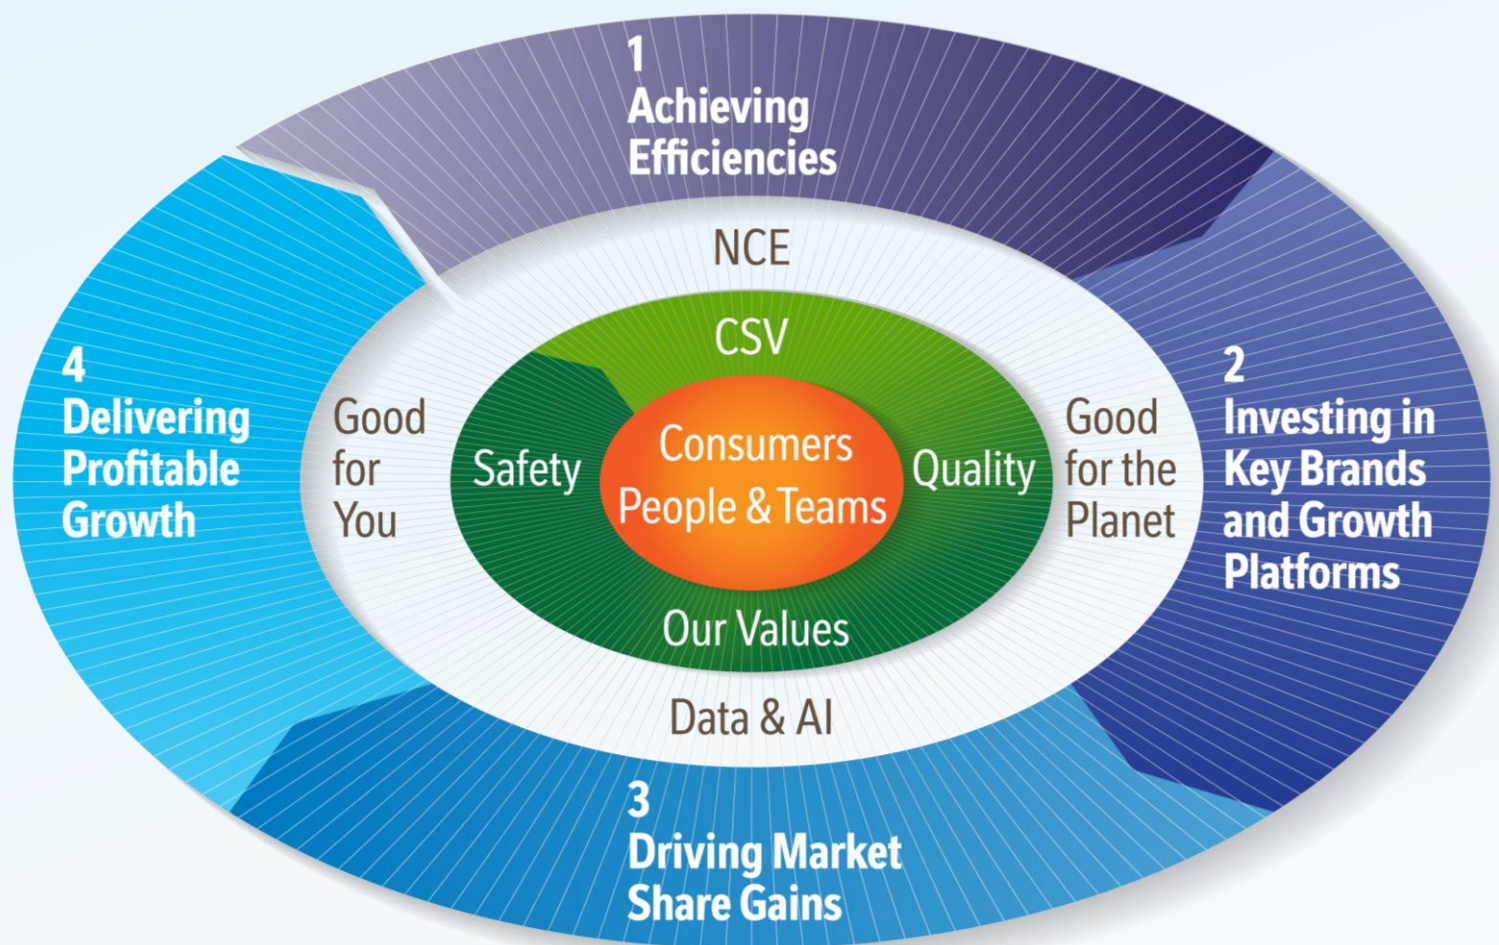 1
Achieving
Efficiencies
NCE
CSV
4
Delivering
Profitable
Growth
Good
for
You
Safety
Consumers
People & Teams
Quality
Good
for the
Planet
2
Investing in
Key Brands
and Growth
Platforms
Our Values
Data & AI
3
Driving Market
Share Gains